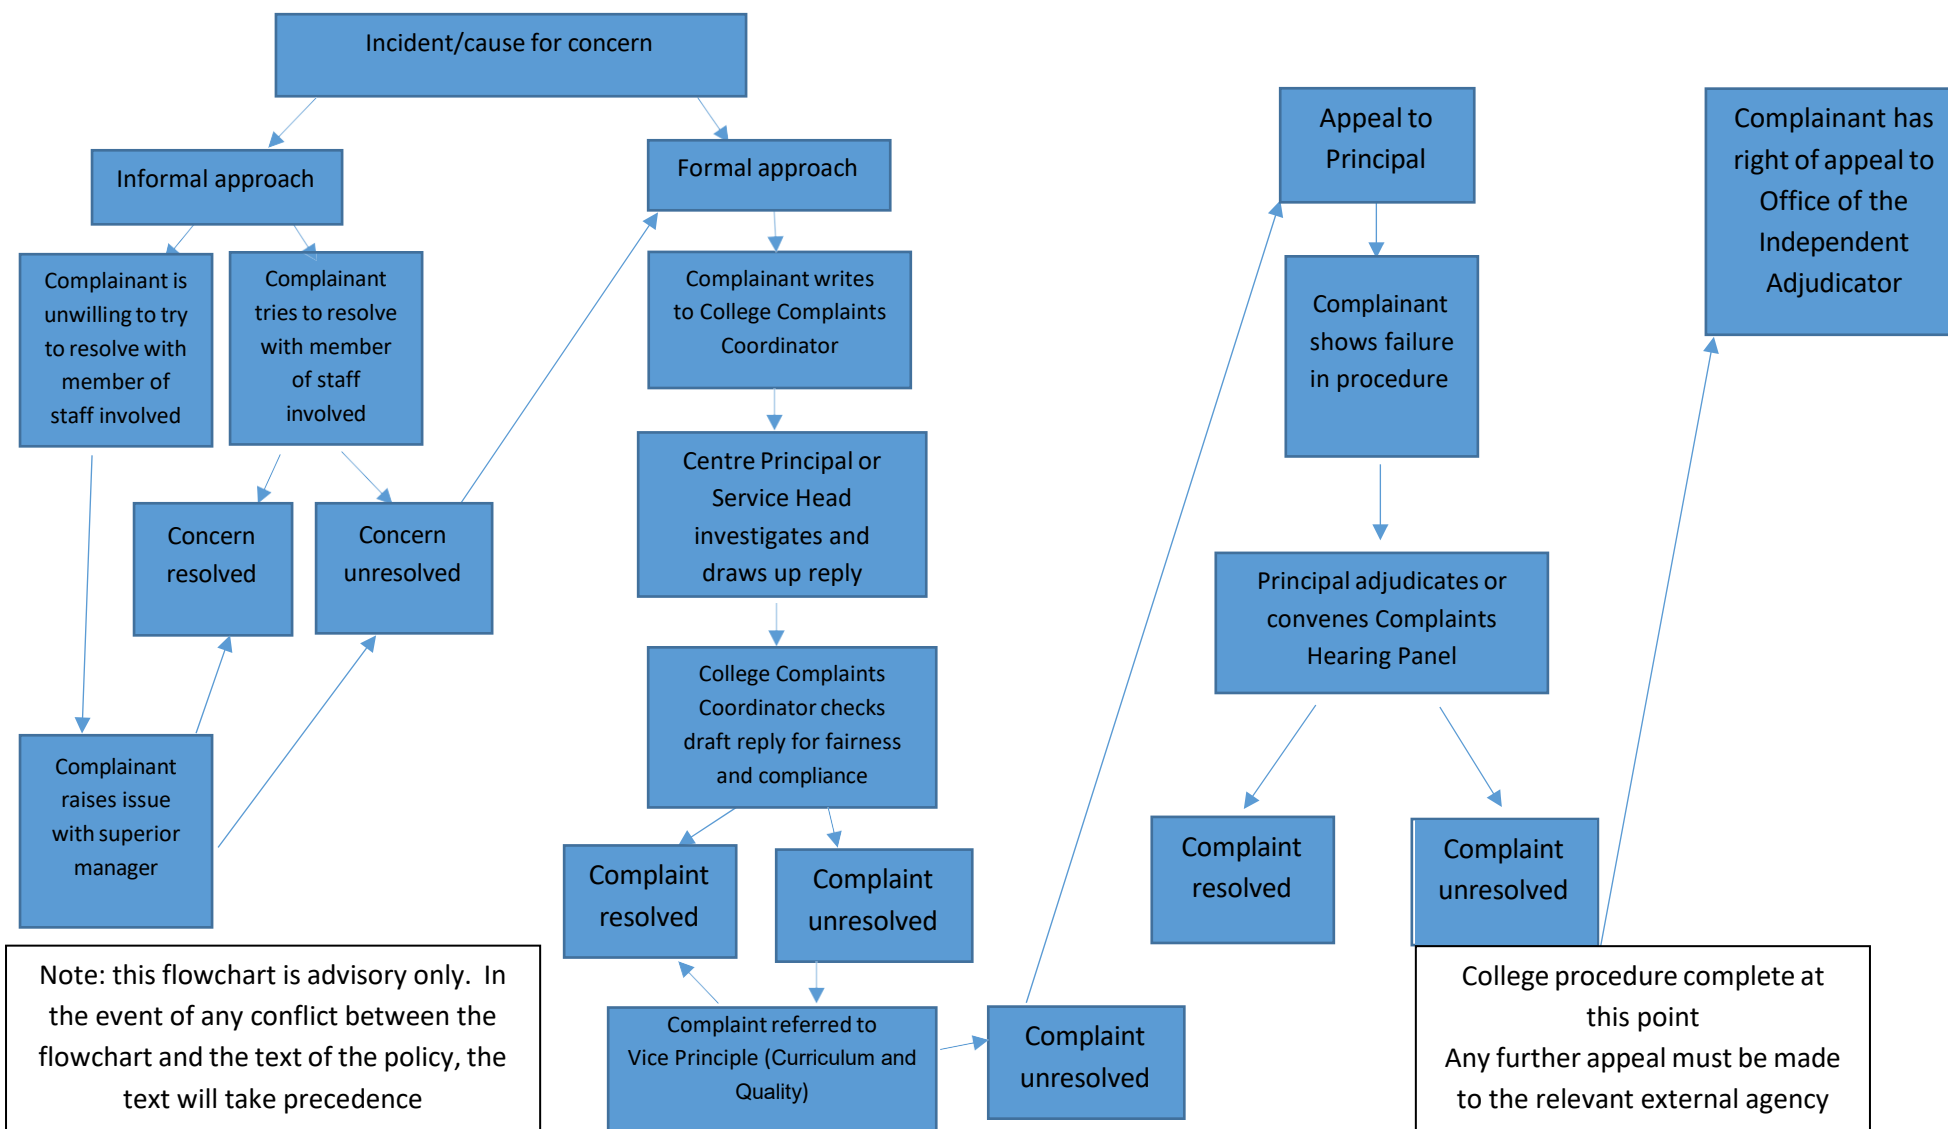 Incident/cause for concern
Informal approach
Formal approach
Complainant is
unwilling to try
to resolve with
member of
staff involved
Complainant
tries to resolve
with member
of staff
involved
Concern
resolved
Concern
unresolved
Complainant
raises issue
with superior
manager
Complainant writes
to College Complaints
Coordinator
Centre Principal or
Service Head
investigates and
draws up reply
College Complaints
Coordinator checks
draft reply for fairness
and compliance
Complaint
resolved
Complaint
unresolved
Complaint referred to
Vice Principle (Curriculum and
Quality)
Complaint
unresolved
Appeal to
Principal
Complainant
shows failure
in procedure
Principal adjudicates or
convenes Complaints
Hearing Panel
Complaint
resolved
Complaint
unresolved
Complainant has
right of appeal to
Office of the
Independent
Adjudicator
Note: this flowchart is advisory only. In
the event of any conflict between the
flowchart and the text of the policy, the
text will take precedence
College procedure complete at
this point
Any further appeal must be made
to the relevant external agency